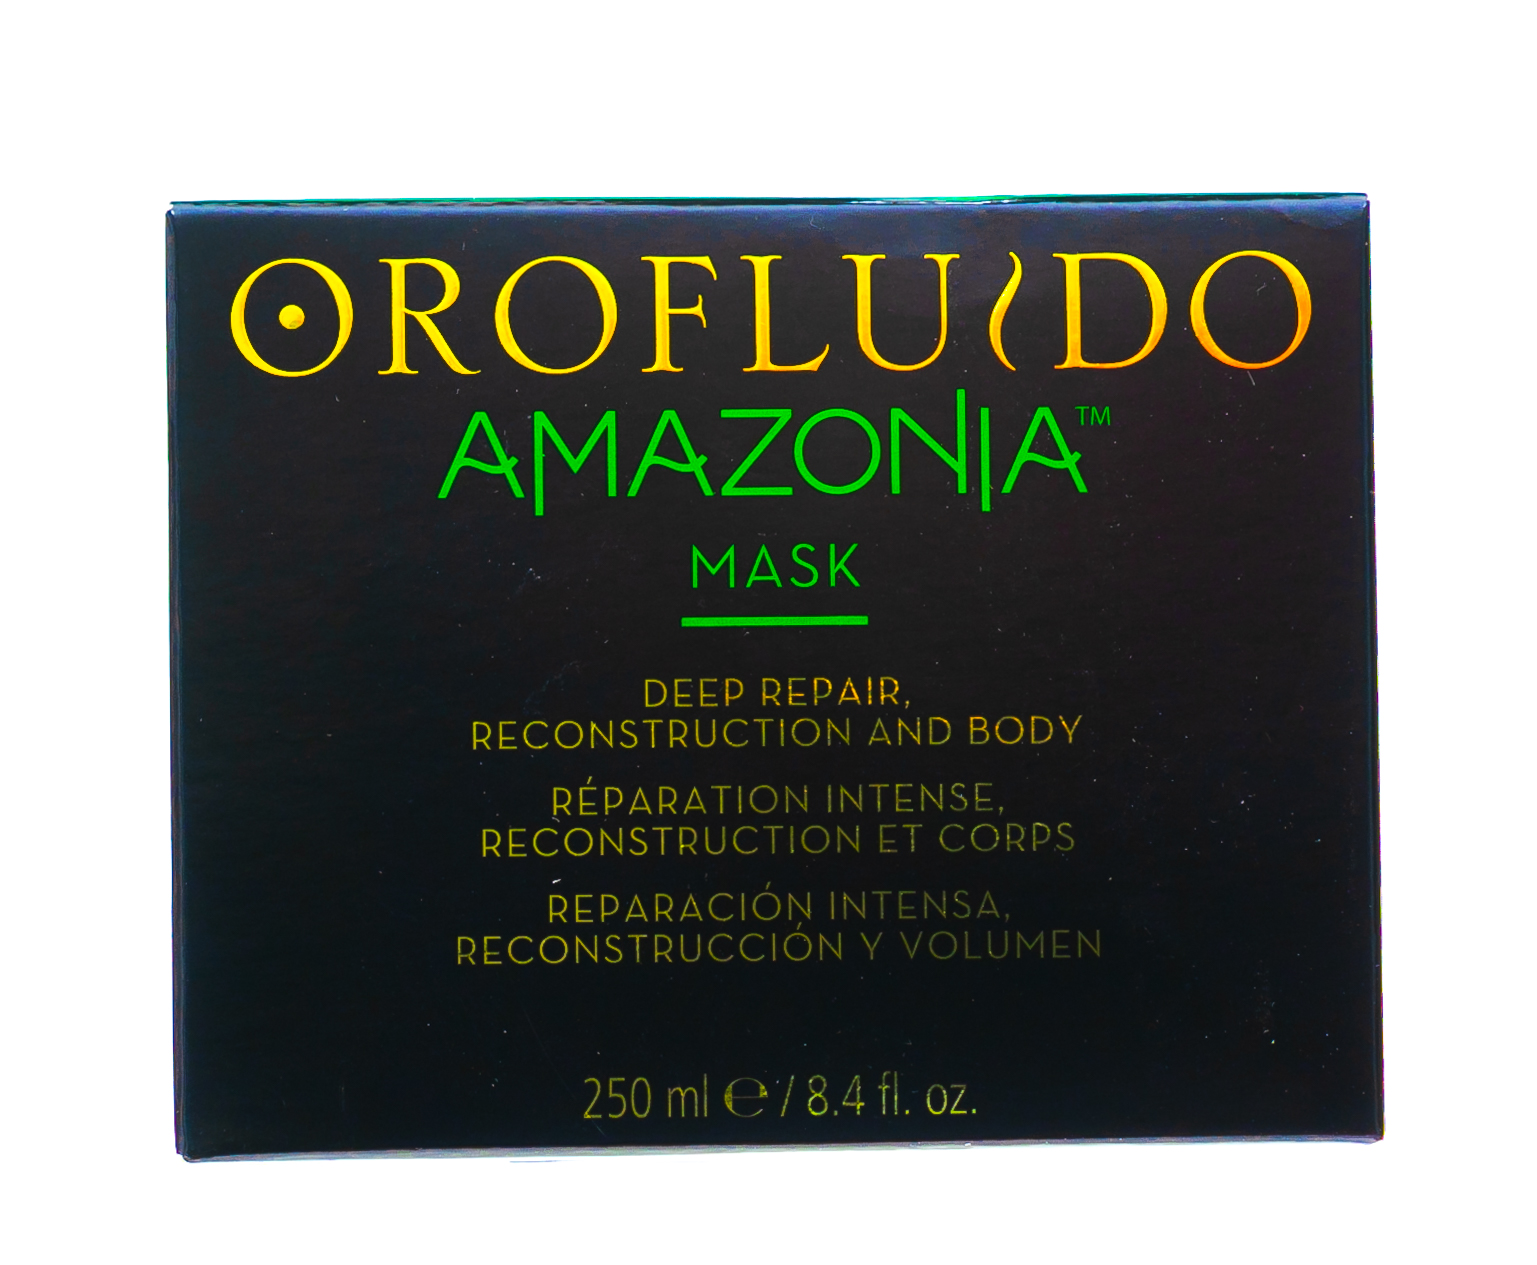 OROFLUIDO
AMAZONIA™
MASK
DEEP REPAIR,
RECONSTRUCTION AND BODY
RÉPARATION INTENSE,
RECONSTRUCTION ET CORPS
REPARACIÓN INTENSA,
RECONSTRUCCIÓN Y VOLUMEN
250 ml ℮ / 8.4 fl. oz.